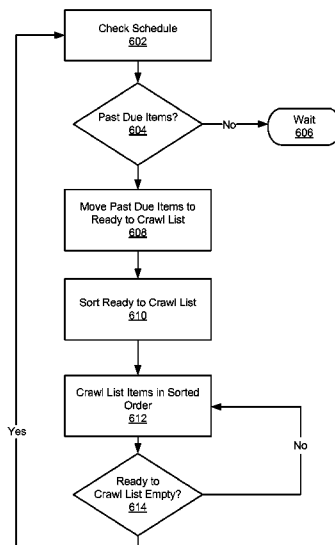 Check Schedule
602
Past Due Items?
604
No
Wait
606
Move Past Due Items to
Ready to Crawl List
608
Sort Ready to Crawl List
610
Crawl List Items in Sorted
Order
612
Yes
No
Ready to
Crawl List Empty?
614